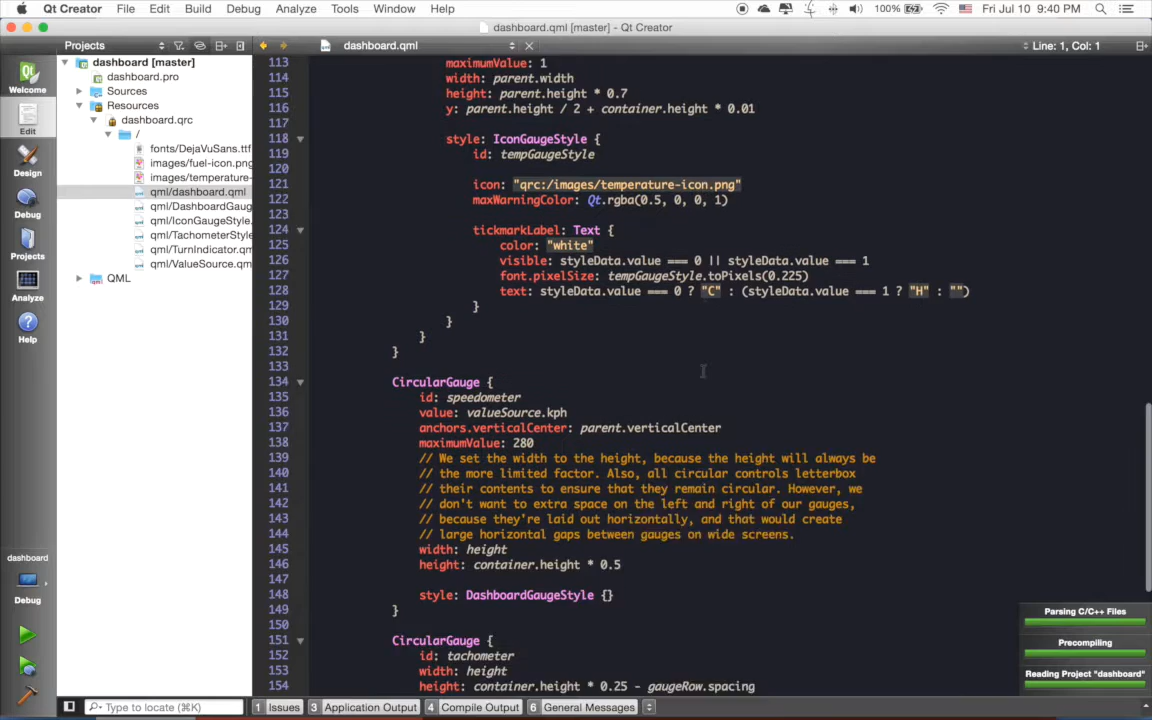 Qt Creator File Edit Build Debug Analyze Tools Window Help 100% Fri Jul 10 9:40 PM
dashboard.qml [master] - Qt Creator
Projects dashboard.qml Line: 1, Col: 1
Welcome
Edit
Design
Debug
Projects
Analyze
Help
dashboard
Debug
dashboard [master]
dashboard.pro
Sources
Resources
dashboard.qrc
/
fonts/DejaVuSans.ttf
images/fuel-icon.png
images/temperature-
qml/dashboard.qml
qml/DashboardGaug
qml/IconGaugeStyle.
qml/TachometerStyle
qml/TurnIndicator.qm
qml/ValueSource.qm
QML
113 maximumValue: 1
114 width: parent.width
115 height: parent.height * 0.7
116 y: parent.height / 2 + container.height * 0.01
117
118 style: IconGaugeStyle {
119 id: tempGaugeStyle
120
121 icon: "qrc:/images/temperature-icon.png"
122 maxWarningColor: Qt.rgba(0.5, 0, 0, 1)
123
124 tickmarkLabel: Text {
125 color: "white"
126 visible: styleData.value === 0 || styleData.value === 1
127 font.pixelSize: tempGaugeStyle.toPixels(0.225)
128 text: styleData.value === 0 ? "C" : (styleData.value === 1 ? "H" : "")
129 }
130 }
131 }
132 }
133
134 CircularGauge {
135 id: speedometer
136 value: valueSource.kph
137 anchors.verticalCenter: parent.verticalCenter
138 maximumValue: 280
139 // We set the width to the height, because the height will always be
140 // the more limited factor. Also, all circular controls letterbox
141 // their contents to ensure that they remain circular. However, we
142 // don't want to extra space on the left and right of our gauges,
143 // because they're laid out horizontally, and that would create
144 // large horizontal gaps between gauges on wide screens.
145 width: height
146 height: container.height * 0.5
147
148 style: DashboardGaugeStyle {}
149 }
150
151 CircularGauge {
152 id: tachometer
153 width: height
154 height: container.height * 0.25 - gaugeRow.spacing
Parsing C/C++ Files
Precompiling
Reading Project "dashboard"
Type to locate (⌘K) 1 Issues 3 Application Output 4 Compile Output 6 General Messages